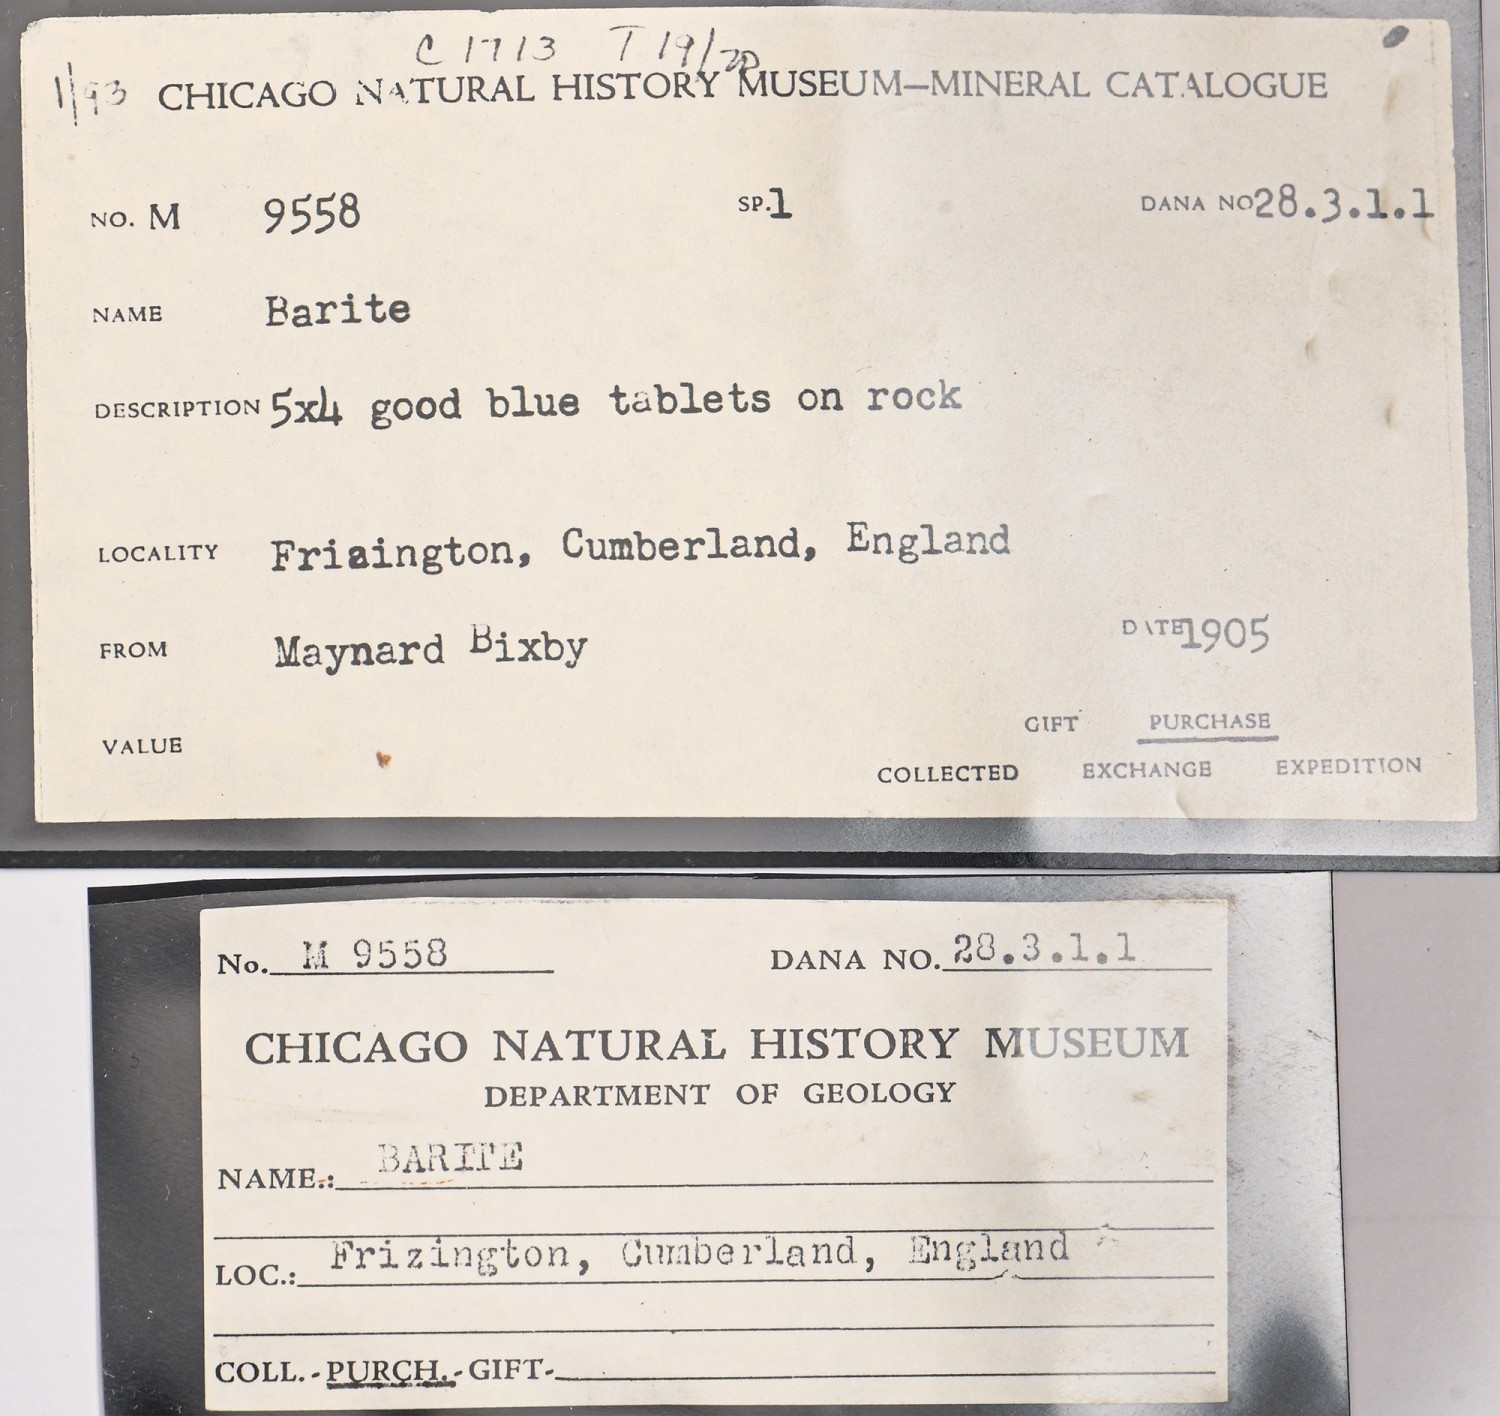 C 1713 T 19/20
1/93 CHICAGO NATURAL HISTORY MUSEUM—MINERAL CATALOGUE
NO. M 9558 SP.1 DANA NO 28.3.1.1
NAME Barite
DESCRIPTION 5x4 good blue tablets on rock
LOCALITY Frizington, Cumberland, England
FROM Maynard Bixby DATE 1905
VALUE GIFT PURCHASE
COLLECTED EXCHANGE EXPEDITION
No. M 9558 DANA NO. 28.3.1.1
CHICAGO NATURAL HISTORY MUSEUM
DEPARTMENT OF GEOLOGY
NAME.: BARITE
LOC.: Frizington, Cumberland, England
COLL.-PURCH.-GIFT-